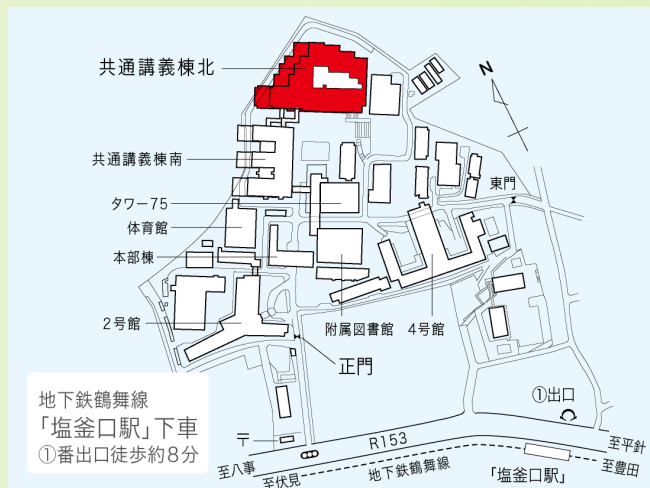 共通講義棟北
N
共通講義棟南
東門
タワー75
体育館
本部棟
2号館
附属図書館
4号館
正門
地下鉄鶴舞線
「塩釜口駅」下車
①番出口徒歩約8分
①出口
〒
R153
至八事
至伏見
地下鉄鶴舞線
「塩釜口駅」
至平針
至豊田